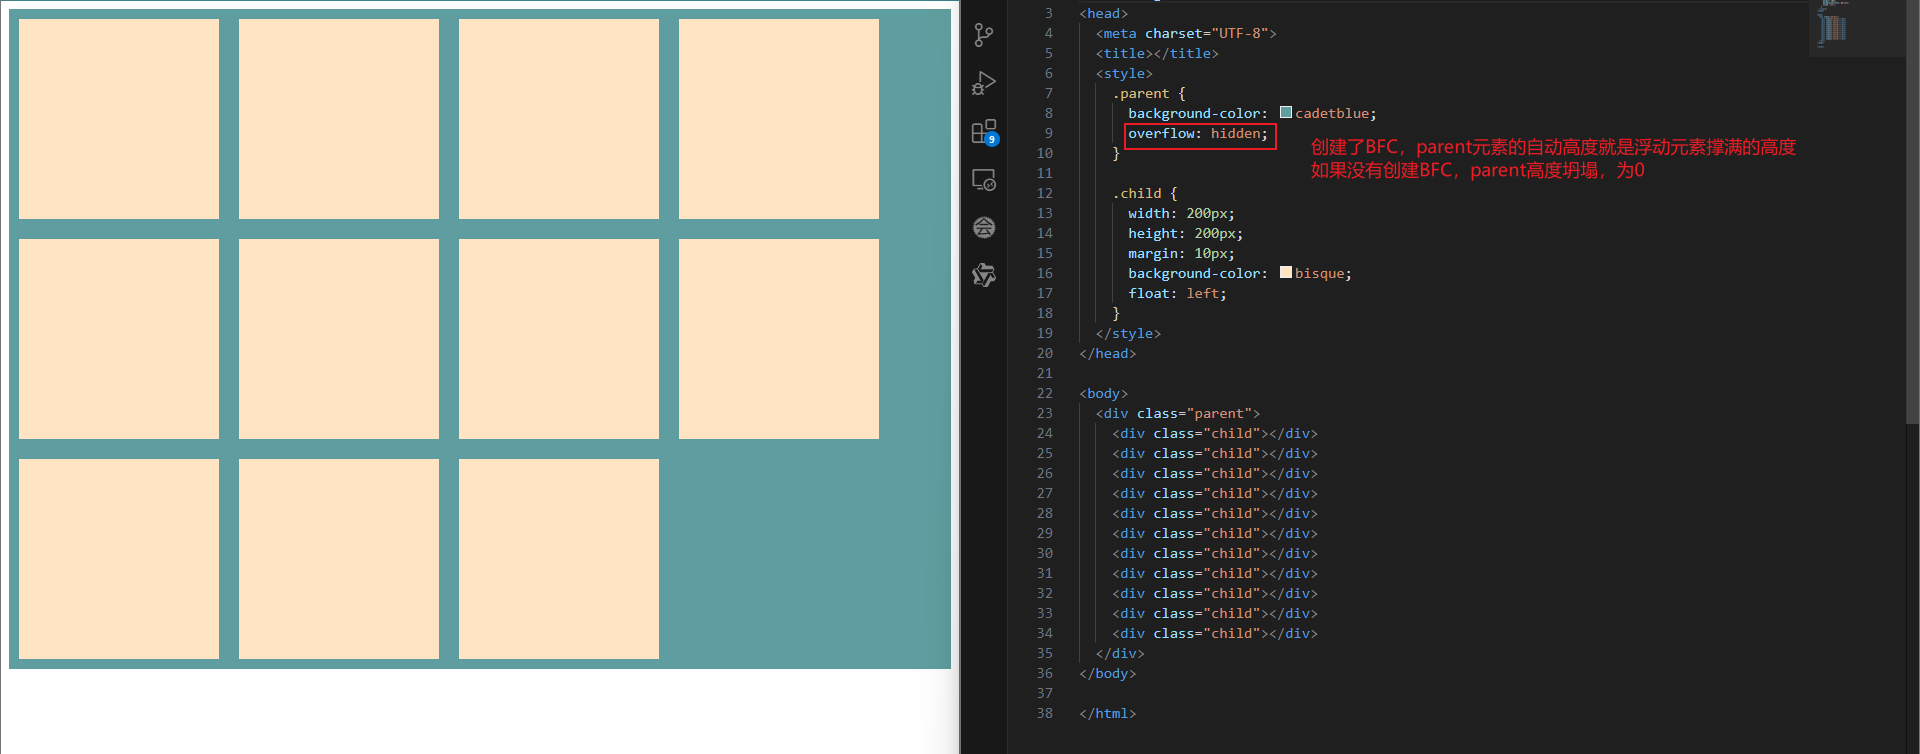 3 <head>
4 <meta charset="UTF-8">
5 <title></title>
6 <style>
7 .parent {
8 background-color: cadetblue;
9 overflow: hidden;
创建了BFC，parent元素的自动高度就是浮动元素撑满的高度
如果没有创建BFC，parent高度坍塌，为0
10 }
11
12 .child {
13 width: 200px;
14 height: 200px;
15 margin: 10px;
16 background-color: bisque;
17 float: left;
18 }
19 </style>
20 </head>
21
22 <body>
23 <div class="parent">
24 <div class="child"></div>
25 <div class="child"></div>
26 <div class="child"></div>
27 <div class="child"></div>
28 <div class="child"></div>
29 <div class="child"></div>
30 <div class="child"></div>
31 <div class="child"></div>
32 <div class="child"></div>
33 <div class="child"></div>
34 <div class="child"></div>
35 </div>
36 </body>
37
38 </html>
9